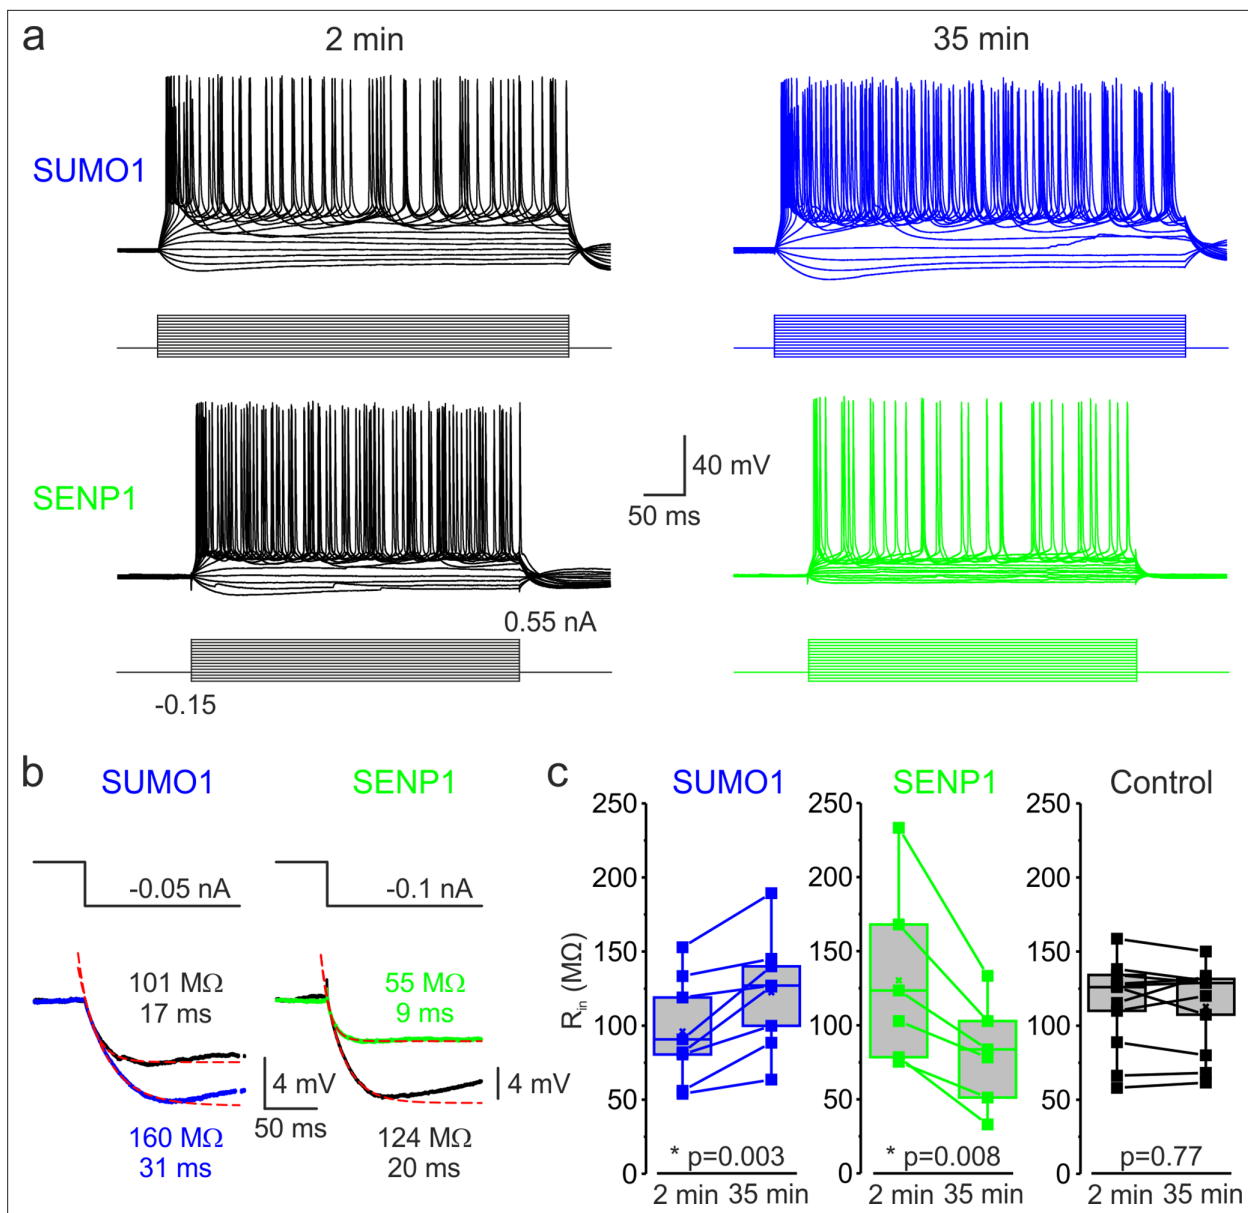 a
2 min
35 min
SUMO1
SENP1
40 mV
50 ms
0.55 nA
-0.15
b
SUMO1
SENP1
-0.05 nA
-0.1 nA
101 MΩ
17 ms
55 MΩ
9 ms
4 mV
50 ms
4 mV
160 MΩ
31 ms
124 MΩ
20 ms
c
SUMO1
SENP1
Control
Rin (MΩ)
250
200
150
100
50
0
* p=0.003
2 min 35 min
250
200
150
100
50
0
* p=0.008
2 min 35 min
250
200
150
100
50
0
p=0.77
2 min 35 min